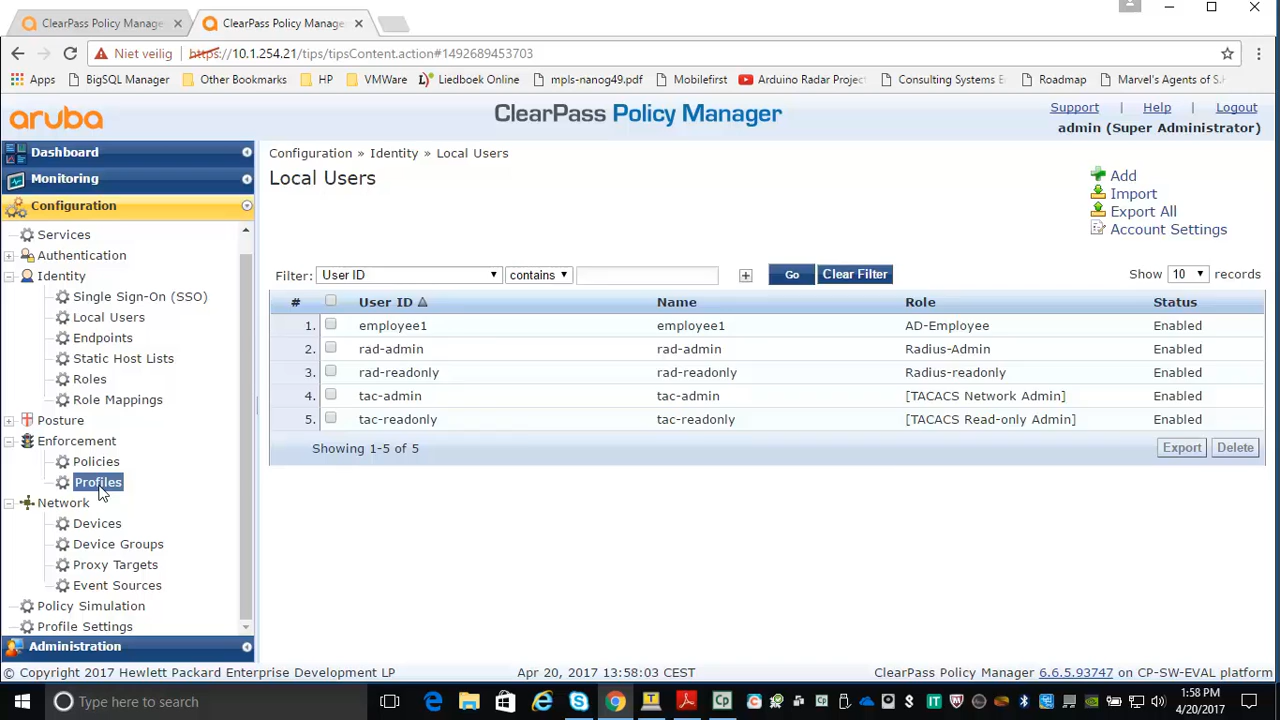 ClearPass Policy Manage
ClearPass Policy Manage
Niet veilig https://10.1.254.21/tips/tipsContent.action#1492689453703
Apps BigSQL Manager Other Bookmarks HP VMWare Liedboek Online mpls-nanog49.pdf Mobilefirst Arduino Radar Projec Consulting Systems E Roadmap Marvel's Agents of S.H
aruba ClearPass Policy Manager Support | Help | Logout
admin (Super Administrator)
Dashboard
Monitoring
Configuration
Services
Authentication
Identity
Single Sign-On (SSO)
Local Users
Endpoints
Static Host Lists
Roles
Role Mappings
Posture
Enforcement
Policies
Profiles
Network
Devices
Device Groups
Proxy Targets
Event Sources
Policy Simulation
Profile Settings
Administration
Configuration » Identity » Local Users
Local Users
Add
Import
Export All
Account Settings
Filter: User ID contains + Go Clear Filter Show 10 records
# User ID Name Role Status
1. employee1 employee1 AD-Employee Enabled
2. rad-admin rad-admin Radius-Admin Enabled
3. rad-readonly rad-readonly Radius-readonly Enabled
4. tac-admin tac-admin [TACACS Network Admin] Enabled
5. tac-readonly tac-readonly [TACACS Read-only Admin] Enabled
Showing 1-5 of 5 Export Delete
© Copyright 2017 Hewlett Packard Enterprise Development LP Apr 20, 2017 13:58:03 CEST ClearPass Policy Manager 6.6.5.93747 on CP-SW-EVAL platform
Type here to search
1:58 PM
4/20/2017